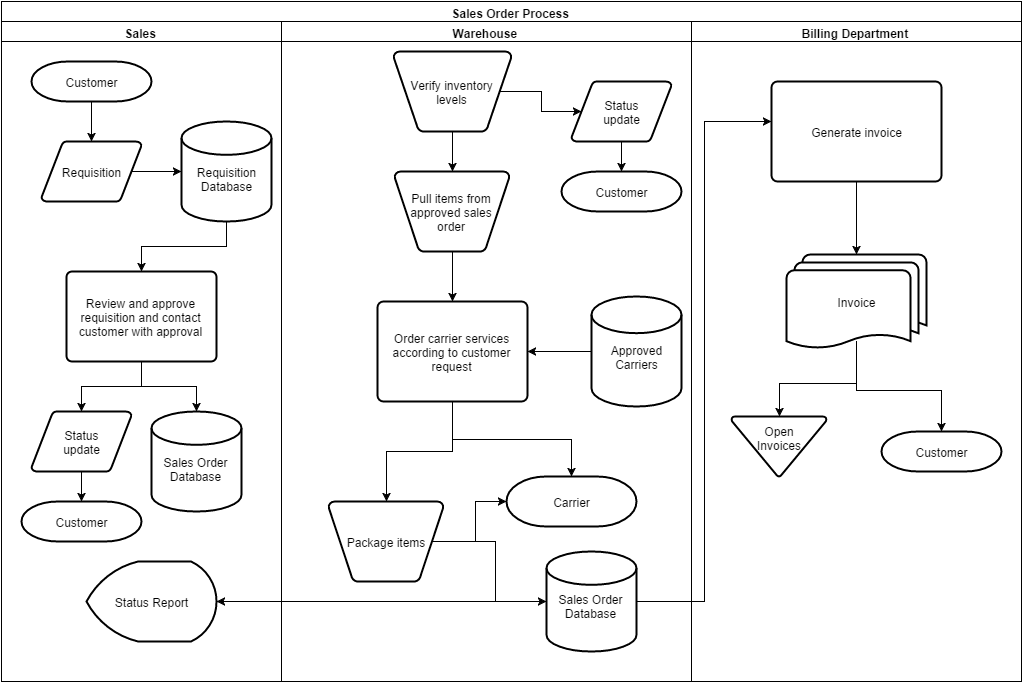 Sales Order Process
Sales
Warehouse
Billing Department
Customer
Requisition
Requisition
Database
Review and approve
requisition and contact
customer with approval
Status
update
Sales Order
Database
Customer
Status Report
Verify inventory
levels
Status
update
Customer
Pull items from
approved sales
order
Order carrier services
according to customer
request
Approved
Carriers
Carrier
Package items
Sales Order
Database
Generate invoice
Invoice
Open
Invoices
Customer